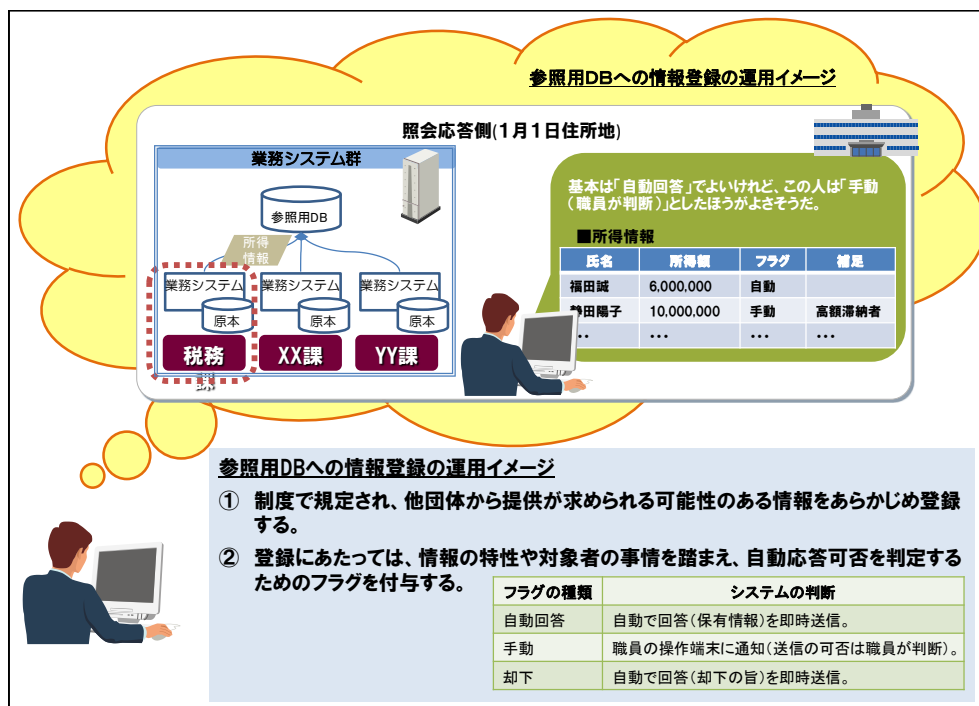 参照用DBへの情報登録の運用イメージ
照会応答側(1月1日住所地)
業務システム群
参照用DB
所得
情報
業務システム 業務システム 業務システム
原本 原本 原本
税務課 XX課 YY課
基本は「自動回答」でよいけれど、この人は「手動
(職員が判断)」としたほうがよさそうだ。
■所得情報
氏名 所得額 フラグ 補足
福田誠 6,000,000 自動
田陽子 10,000,000 手動 高額滞納者
・・・ ・・・ ・・・ ・・・
参照用DBへの情報登録の運用イメージ
① 制度で規定され、他団体から提供が求められる可能性のある情報をあらかじめ登録
する。
② 登録にあたっては、情報の特性や対象者の事情を踏まえ、自動応答可否を判定する
ためのフラグを付与する。
フラグの種類 システムの判断
自動回答 自動で回答(保有情報)を即時送信。
手動 職員の操作端末に通知(送信の可否は職員が判断)。
却下 自動で回答(却下の旨)を即時送信。